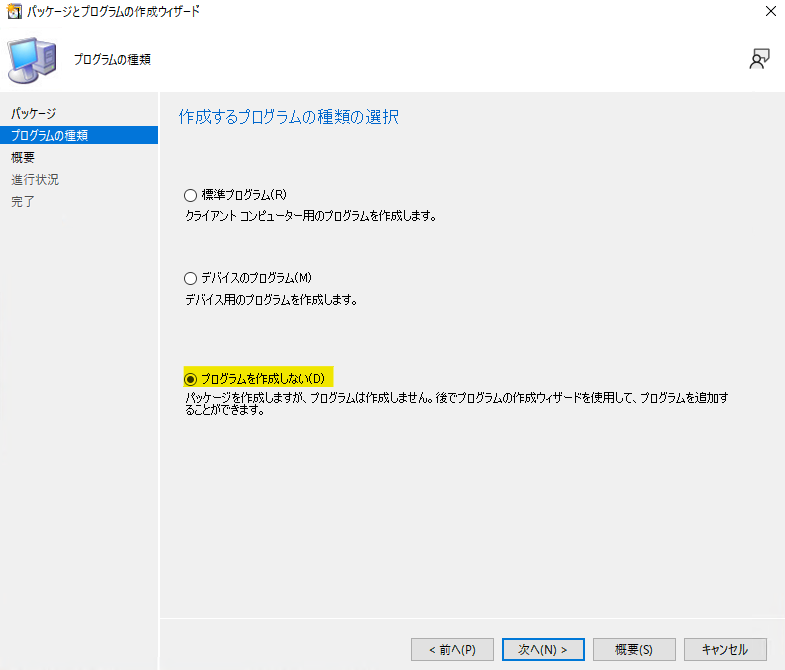 パッケージとプログラムの作成ウィザード
プログラムの種類
パッケージ
プログラムの種類
概要
進行状況
完了
作成するプログラムの種類の選択
標準プログラム(R)
クライアント コンピューター用のプログラムを作成します。
デバイスのプログラム(M)
デバイス用のプログラムを作成します。
プログラムを作成しない(D)
パッケージを作成しますが、プログラムは作成しません。後でプログラムの作成ウィザードを使用して、プログラムを追加す
ることができます。
< 前へ(P)
次へ(N) >
概要(S)
キャンセル